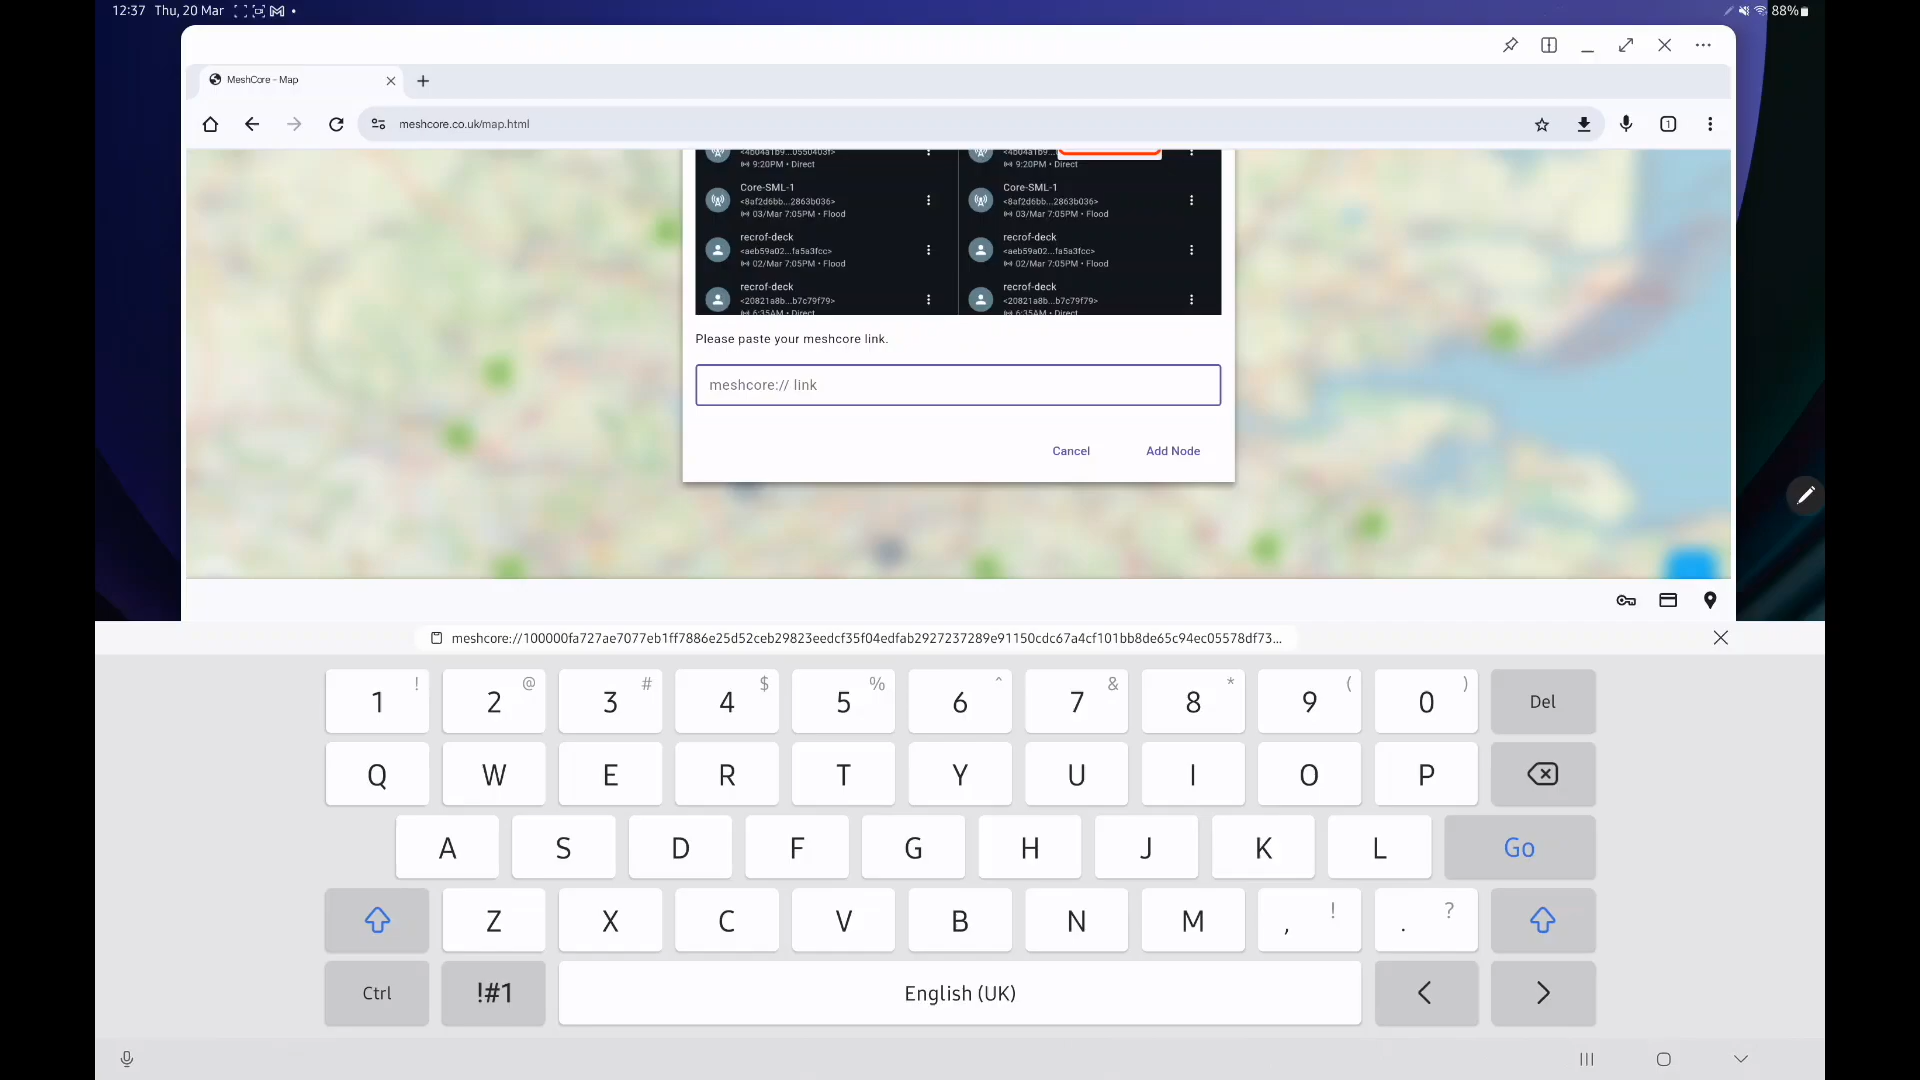 12:37 Thu, 20 Mar
88%
MeshCore - Map
meshcore.co.uk/map.html
1
<4b04a1b9...0550403f>
9:20PM • Direct
9:20PM • Direct
Core-SML-1
<8af2d6bb...2863b036>
03/Mar 7:05PM • Flood
Core-SML-1
<8af2d6bb...2863b036>
03/Mar 7:05PM • Flood
recrof-deck
<aeb59a02...fa5a3fcc>
02/Mar 7:05PM • Flood
recrof-deck
<aeb59a02...fa5a3fcc>
02/Mar 7:05PM • Flood
recrof-deck
<20821a8b...b7c79f79>
6:35AM • Direct
recrof-deck
<20821a8b...b7c79f79>
6:35AM • Direct
Please paste your meshcore link.
meshcore:// link
Cancel Add Node
meshcore://100000fa727ae7077eb1ff7886e25d52ceb29823eedcf35f04edfab2927237289e91150cdc67a4cf101bb8de65c94ec05578df73...
1 ! 2 @ 3 # 4 $ 5 % 6 ^ 7 & 8 * 9 ( 0 ) Del
Q W E R T Y U I O P
A S D F G H J K L Go
Z X C V B N M , ! . ?
Ctrl !#1 English (UK) < >